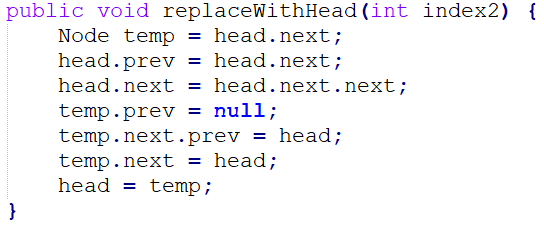 public void replaceWithHead(int index2) {
    Node temp = head.next;
    head.prev = head.next;
    head.next = head.next.next;
    temp.prev = null;
    temp.next.prev = head;
    temp.next = head;
    head = temp;
}